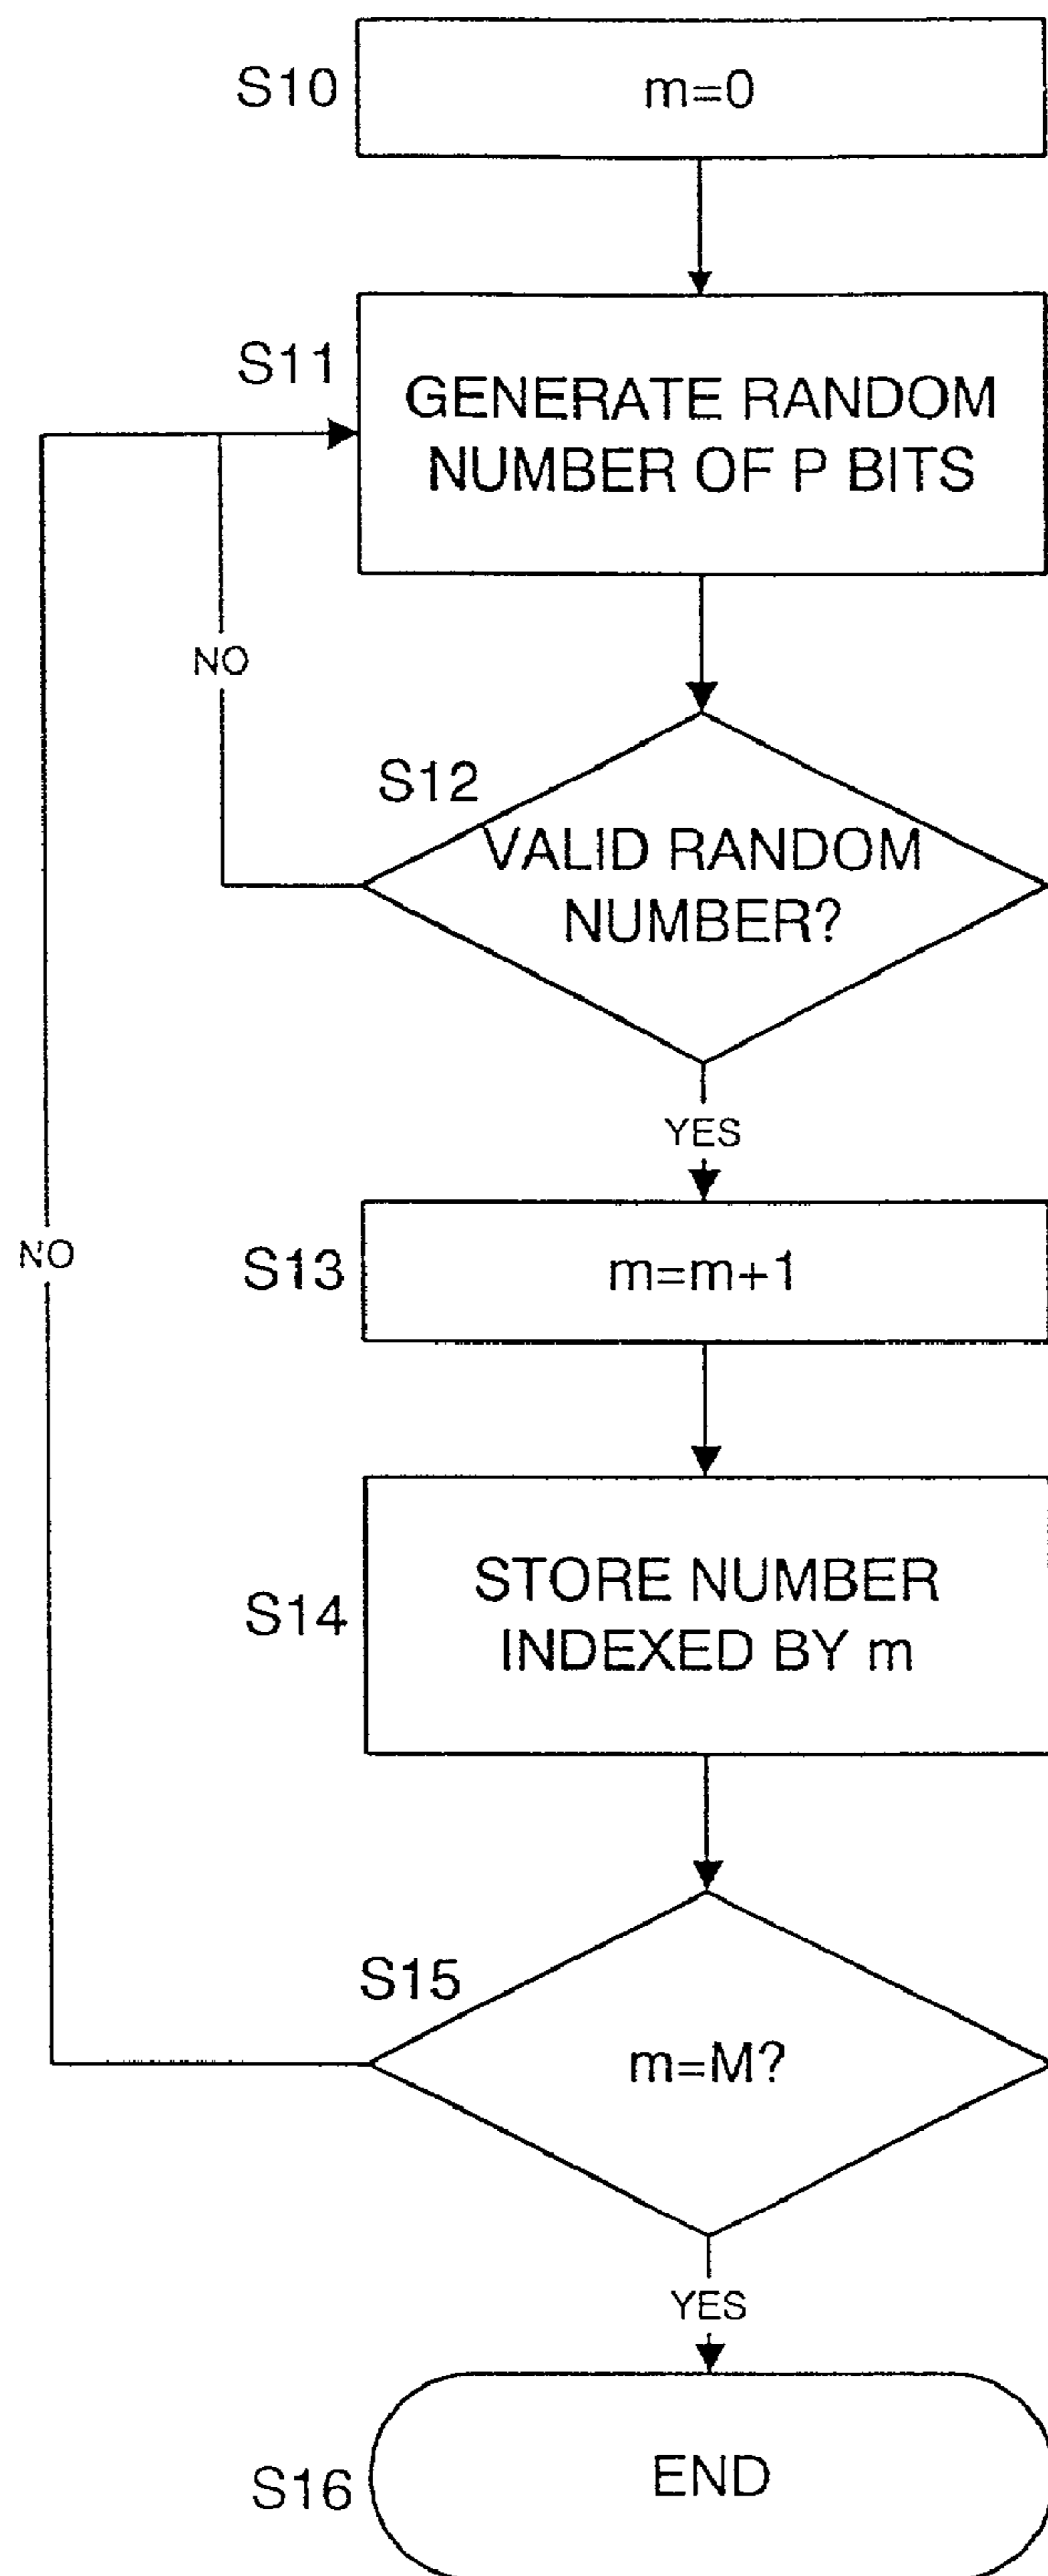 S10
m=0
S11
GENERATE RANDOM
NUMBER OF P BITS
NO
S12
VALID RANDOM
NUMBER?
YES
NO
S13
m=m+1
S14
STORE NUMBER
INDEXED BY m
S15
m=M?
YES
S16
END